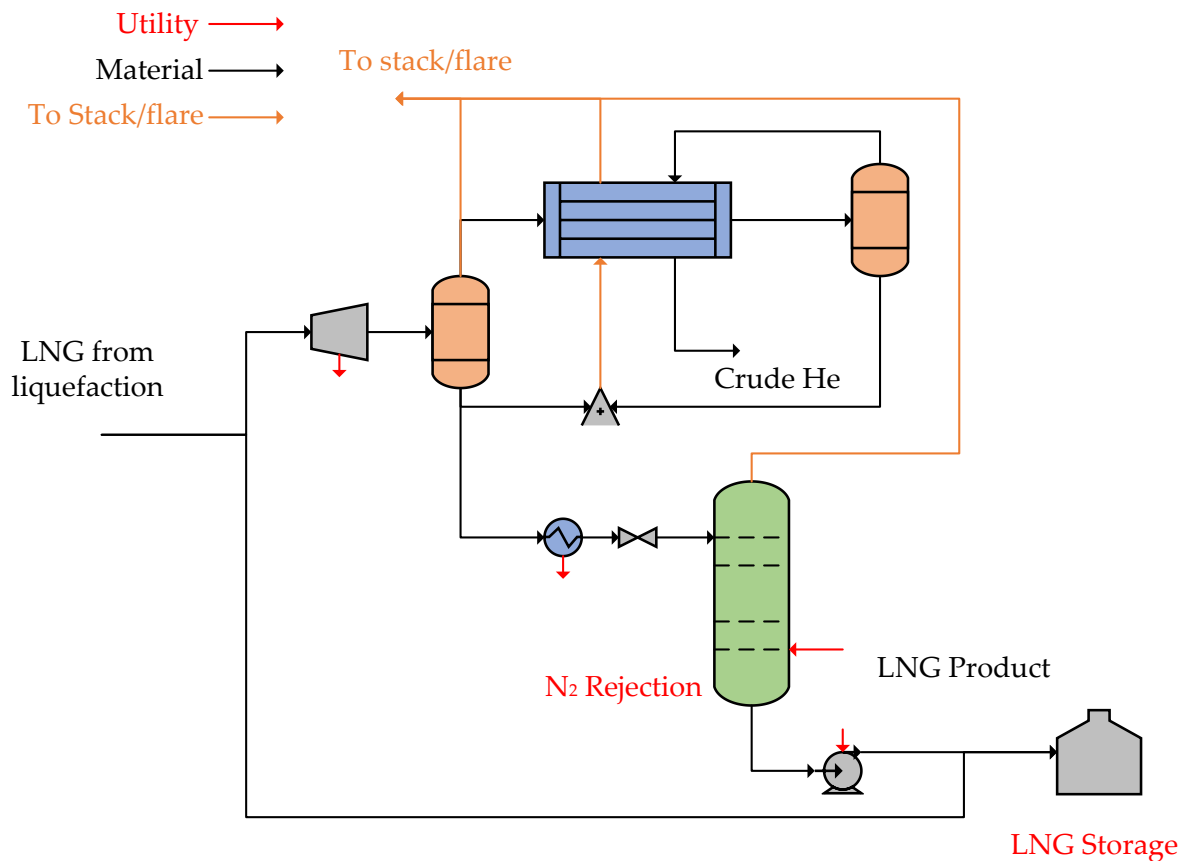 Utility
Material
To Stack/flare
To stack/flare
LNG from
liquefaction
Crude He
+
N₂ Rejection
LNG Product
LNG Storage